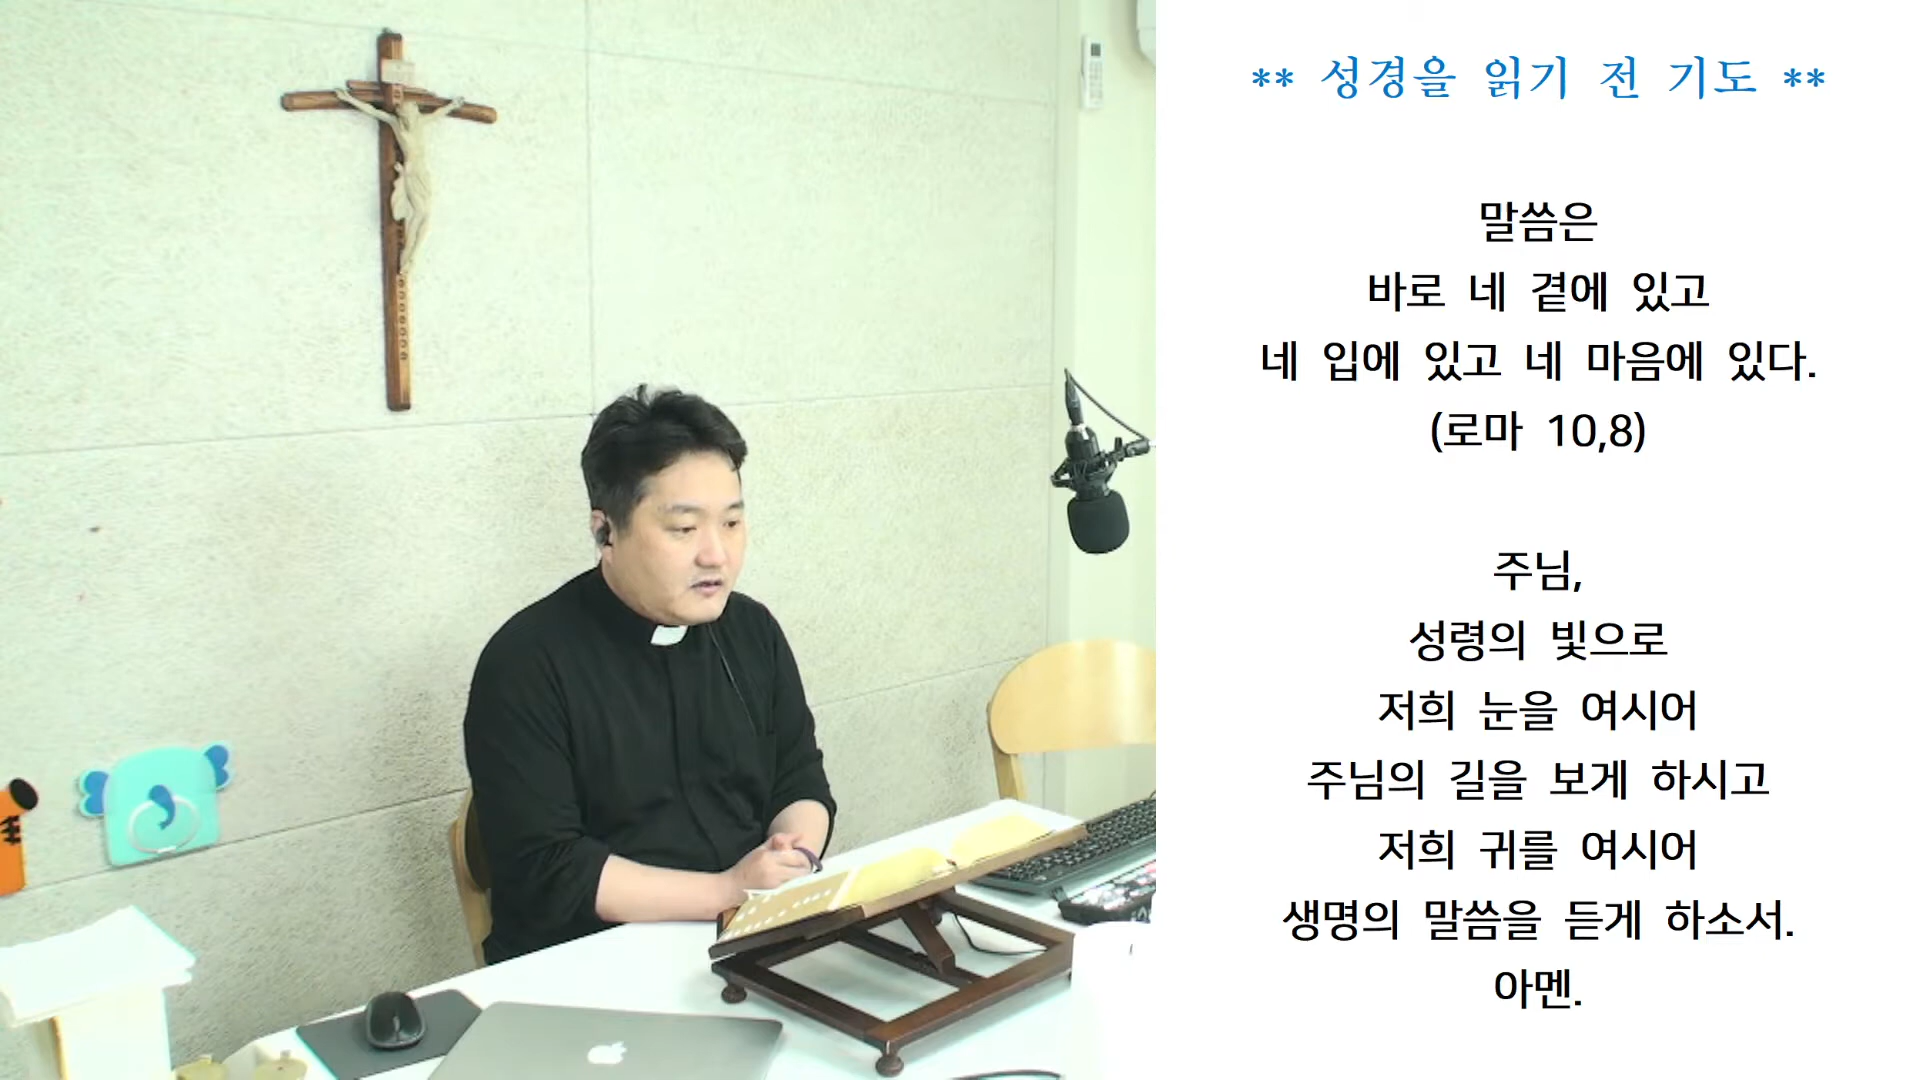 ** 성경을 읽기 전 기도 **
말씀은
바로 네 곁에 있고
네 입에 있고 네 마음에 있다.
(로마 10,8)
주님,
성령의 빛으로
저희 눈을 여시어
주님의 길을 보게 하시고
저희 귀를 여시어
생명의 말씀을 듣게 하소서.
아멘.